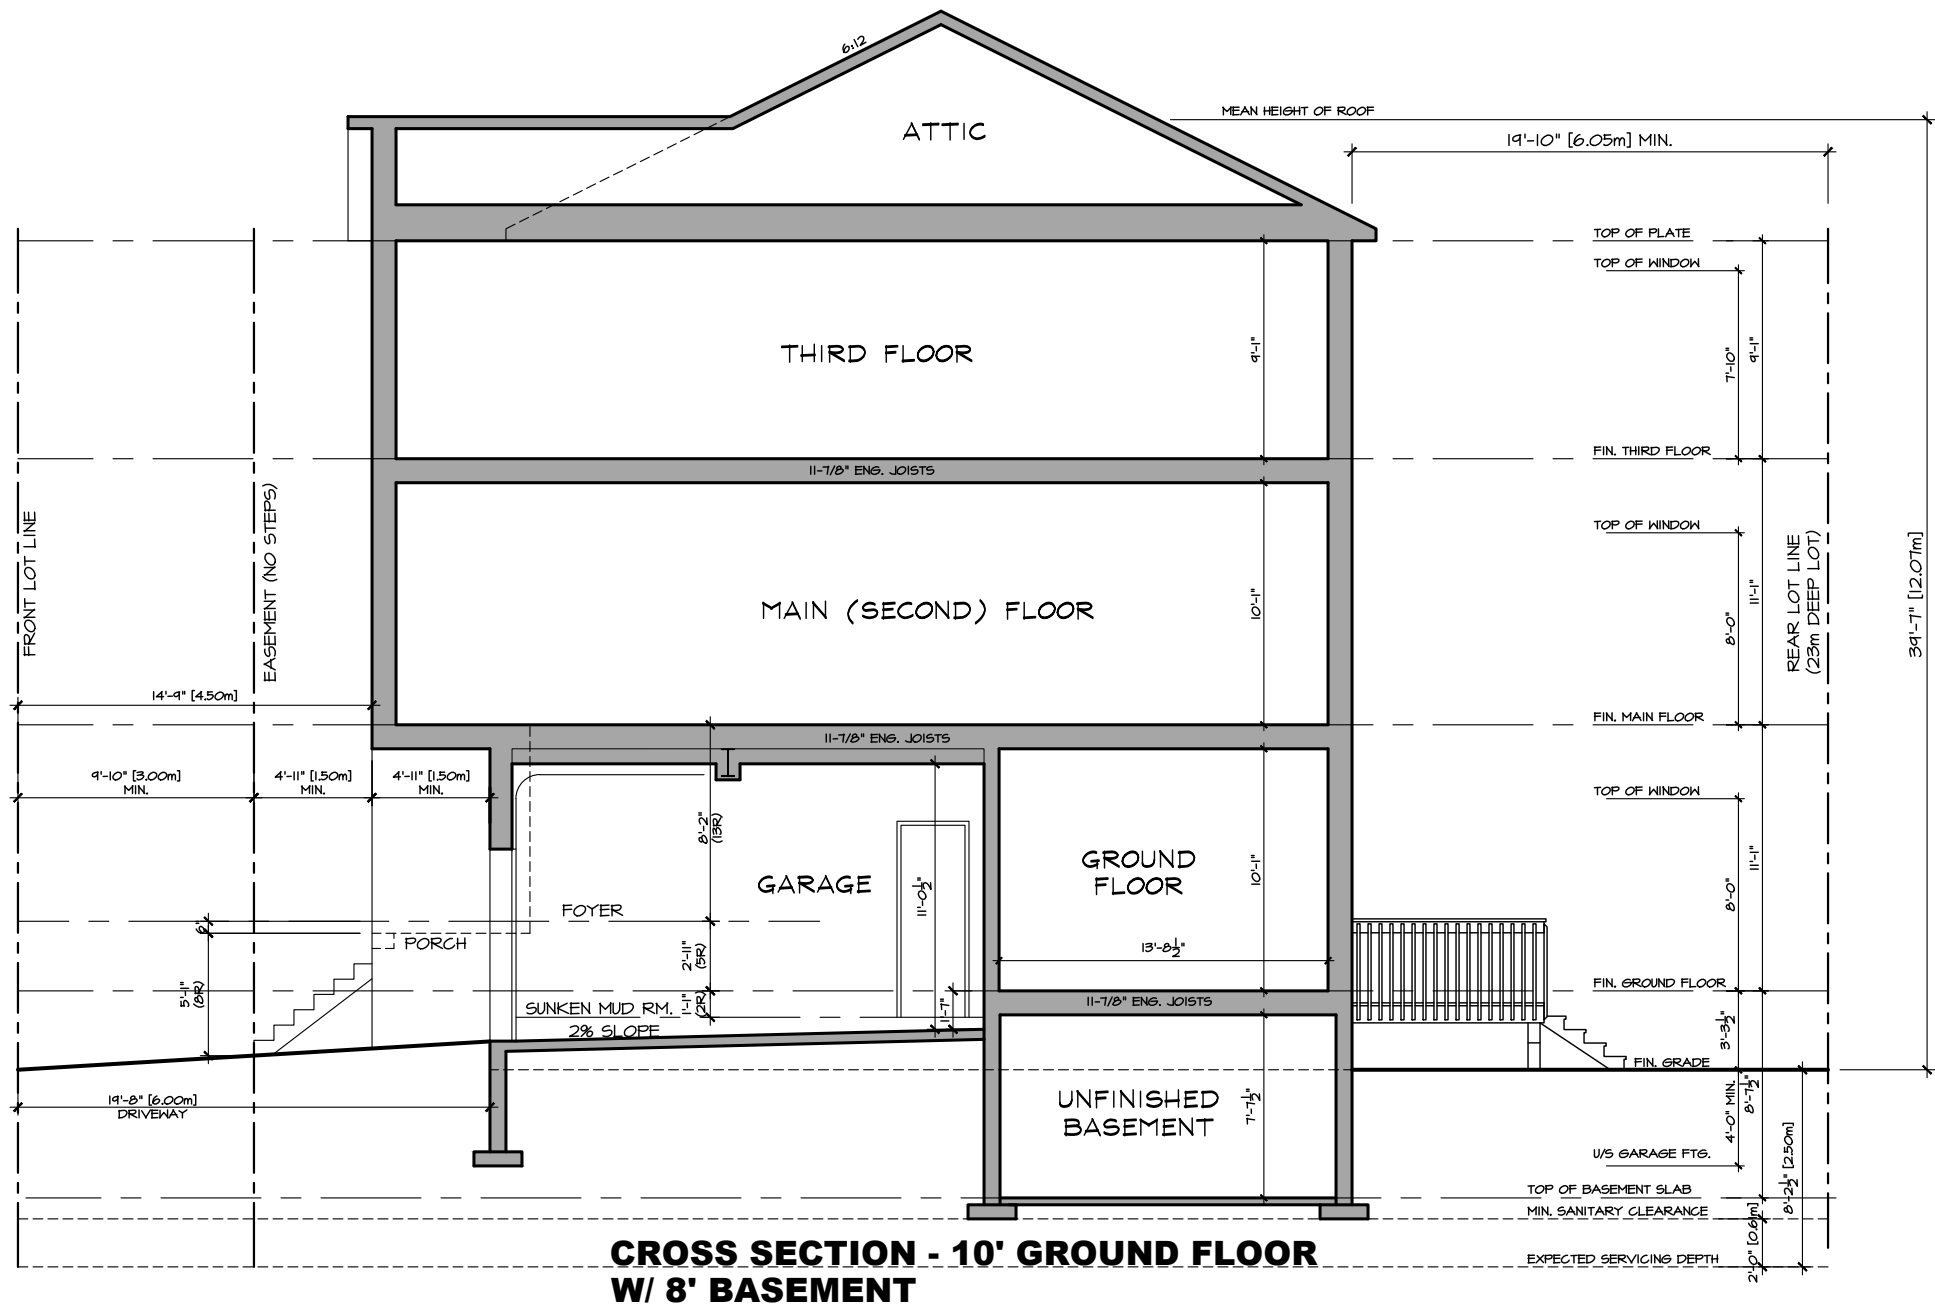 6:12
ATTIC
MEAN HEIGHT OF ROOF
19'-10" [6.05m] MIN.
TOP OF PLATE
TOP OF WINDOW
THIRD FLOOR
9'-1"
7'-10"
9'-1"
FIN. THIRD FLOOR
11-7/8" ENG. JOISTS
FRONT LOT LINE
EASEMENT (NO STEPS)
TOP OF WINDOW
MAIN (SECOND) FLOOR
10'-1"
8'-0"
11'-1"
REAR LOT LINE
(23m DEEP LOT)
39'-7" [12.07m]
14'-9" [4.50m]
FIN. MAIN FLOOR
11-7/8" ENG. JOISTS
9'-10" [3.00m]
MIN.
4'-11" [1.50m]
MIN.
4'-11" [1.50m]
MIN.
TOP OF WINDOW
8'-2"
(13R)
GARAGE
11'-0½"
GROUND
FLOOR
10'-1"
8'-0"
11'-1"
FOYER
6"
PORCH
2'-11"
(5R)
13'-8½"
5'-1"
(8R)
SUNKEN MUD RM.
1'-1"
(2R)
1'-7"
2% SLOPE
11-7/8" ENG. JOISTS
FIN. GROUND FLOOR
3'-3½"
FIN. GRADE
19'-8" [6.00m]
DRIVEWAY
UNFINISHED
BASEMENT
7'-7½"
4'-0" MIN.
8'-7½"
U/S GARAGE FTG.
8'-2½" [2.50m]
TOP OF BASEMENT SLAB
MIN. SANITARY CLEARANCE
2'-0" [0.61m]
EXPECTED SERVICING DEPTH
CROSS SECTION - 10' GROUND FLOOR
W/ 8' BASEMENT